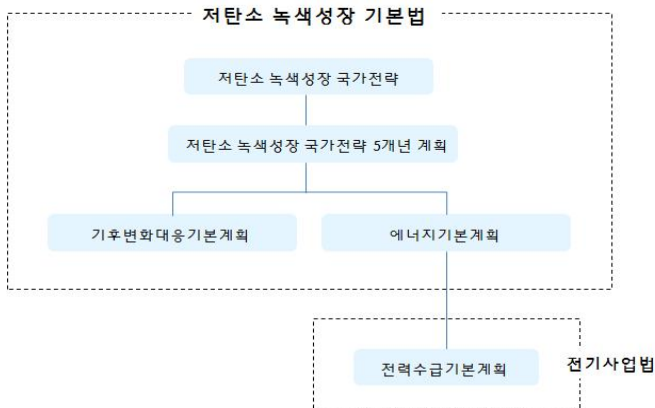 저탄소 녹색성장 기본법
저탄소 녹색성장 국가전략
저탄소 녹색성장 국가전략 5개년 계획
기후변화대응기본계획
에너지기본계획
전력수급기본계획
전기사업법